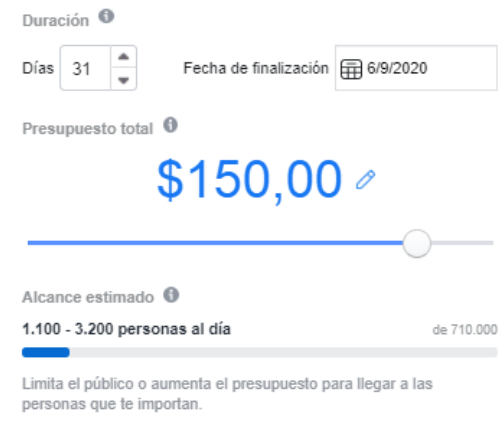 Duración
Días 31 Fecha de finalización 6/9/2020
Presupuesto total
$150,00
Alcance estimado
1.100 - 3.200 personas al día de 710.000
Limita el público o aumenta el presupuesto para llegar a las
personas que te importan.